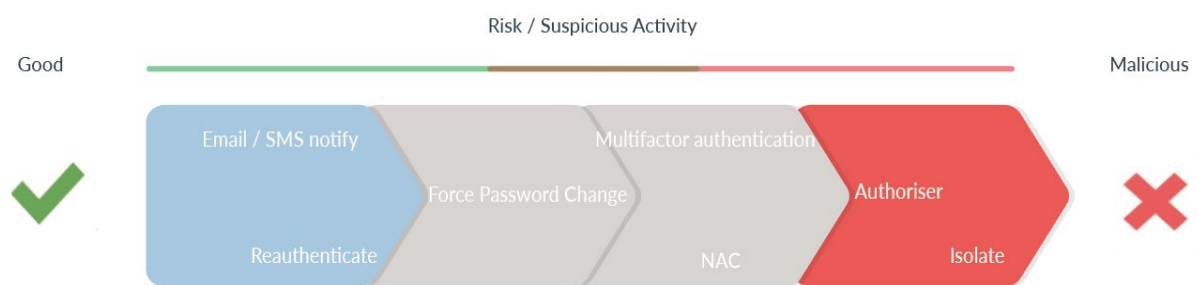 Risk / Suspicious Activity
Good
Malicious
Email / SMS notify
Multifactor authentication
Force Password Change
Authoriser
Reauthenticate
NAC
Isolate